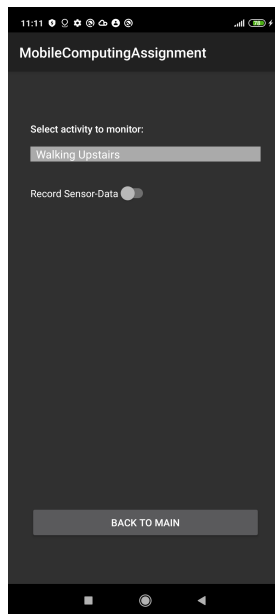 11:11
MobileComputingAssignment
Select activity to monitor:
Walking Upstairs
Record Sensor-Data
BACK TO MAIN